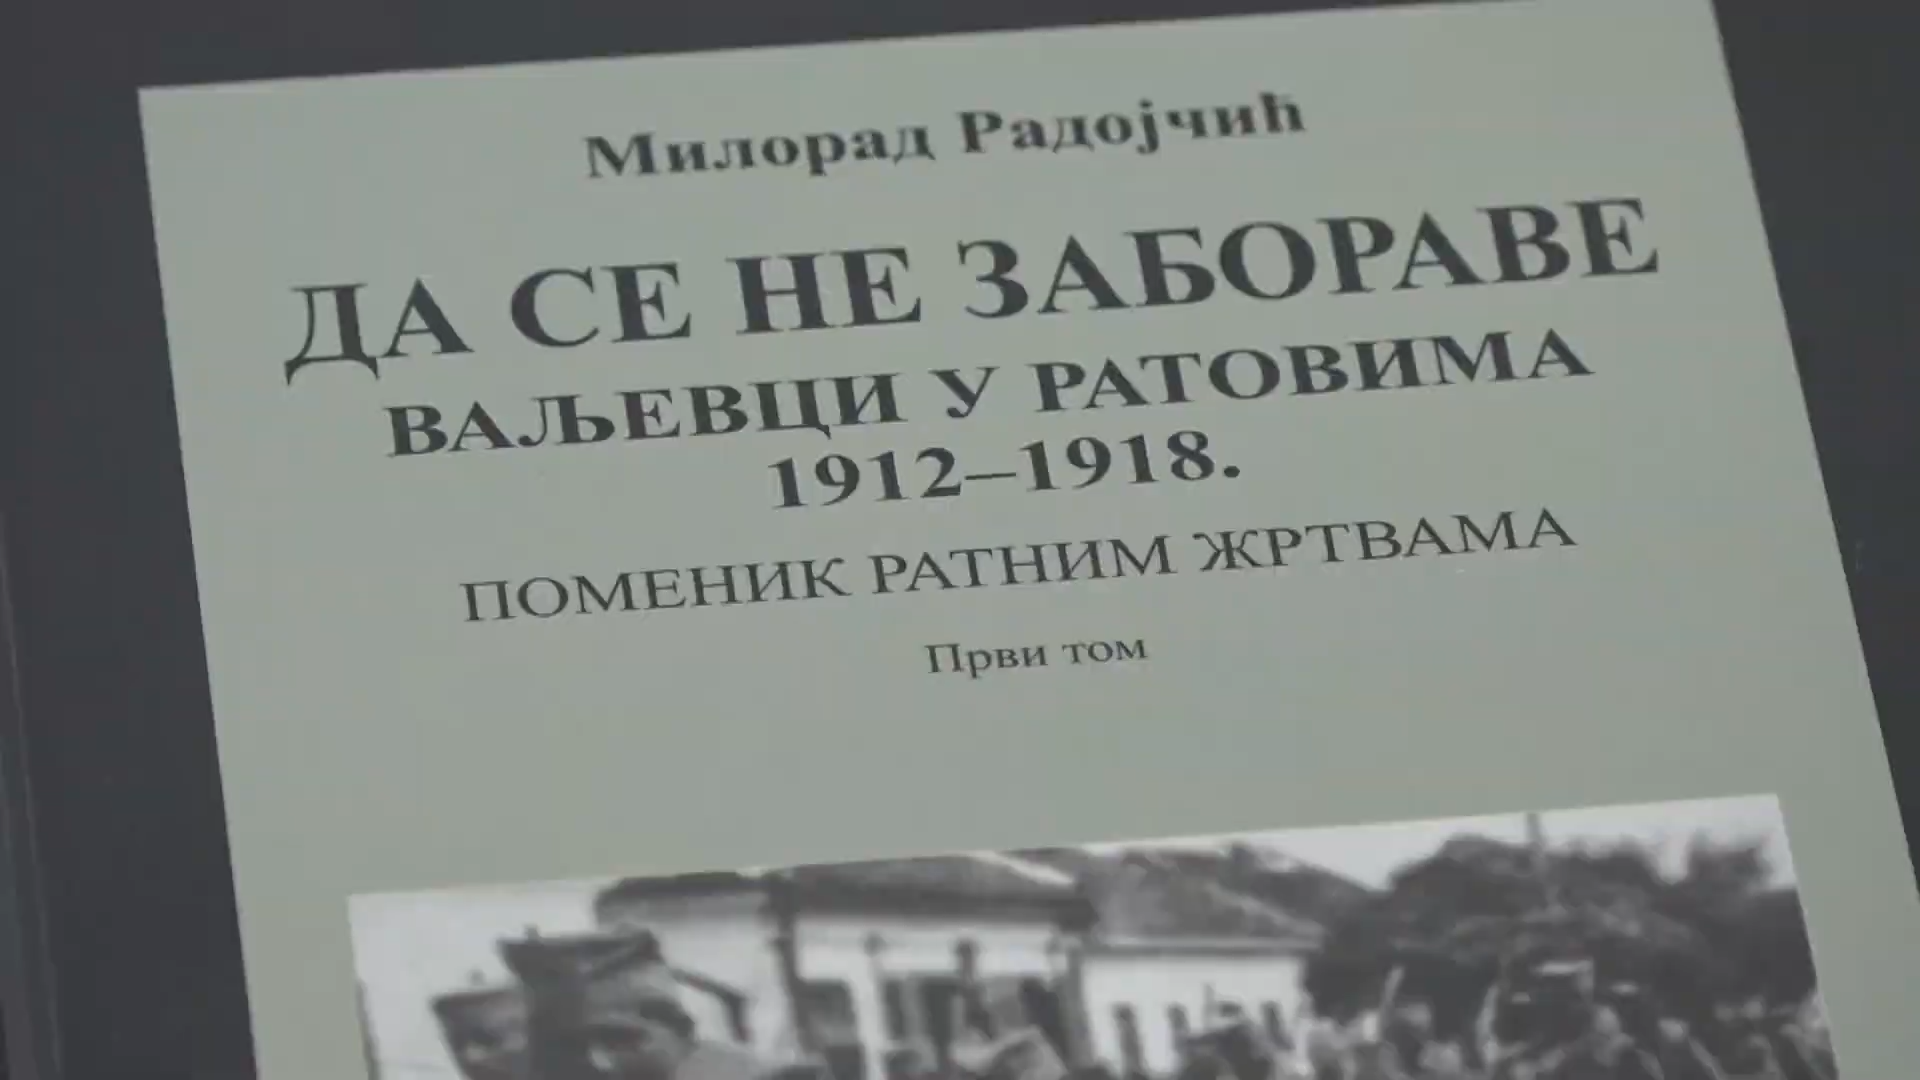 Милорад Радојчић
ДА СЕ НЕ ЗАБОРАВЕ
ВАЉЕВЦИ У РАТОВИМА
1912–1918.
ПОМЕНИК РАТНИМ ЖРТВАМА
Први том